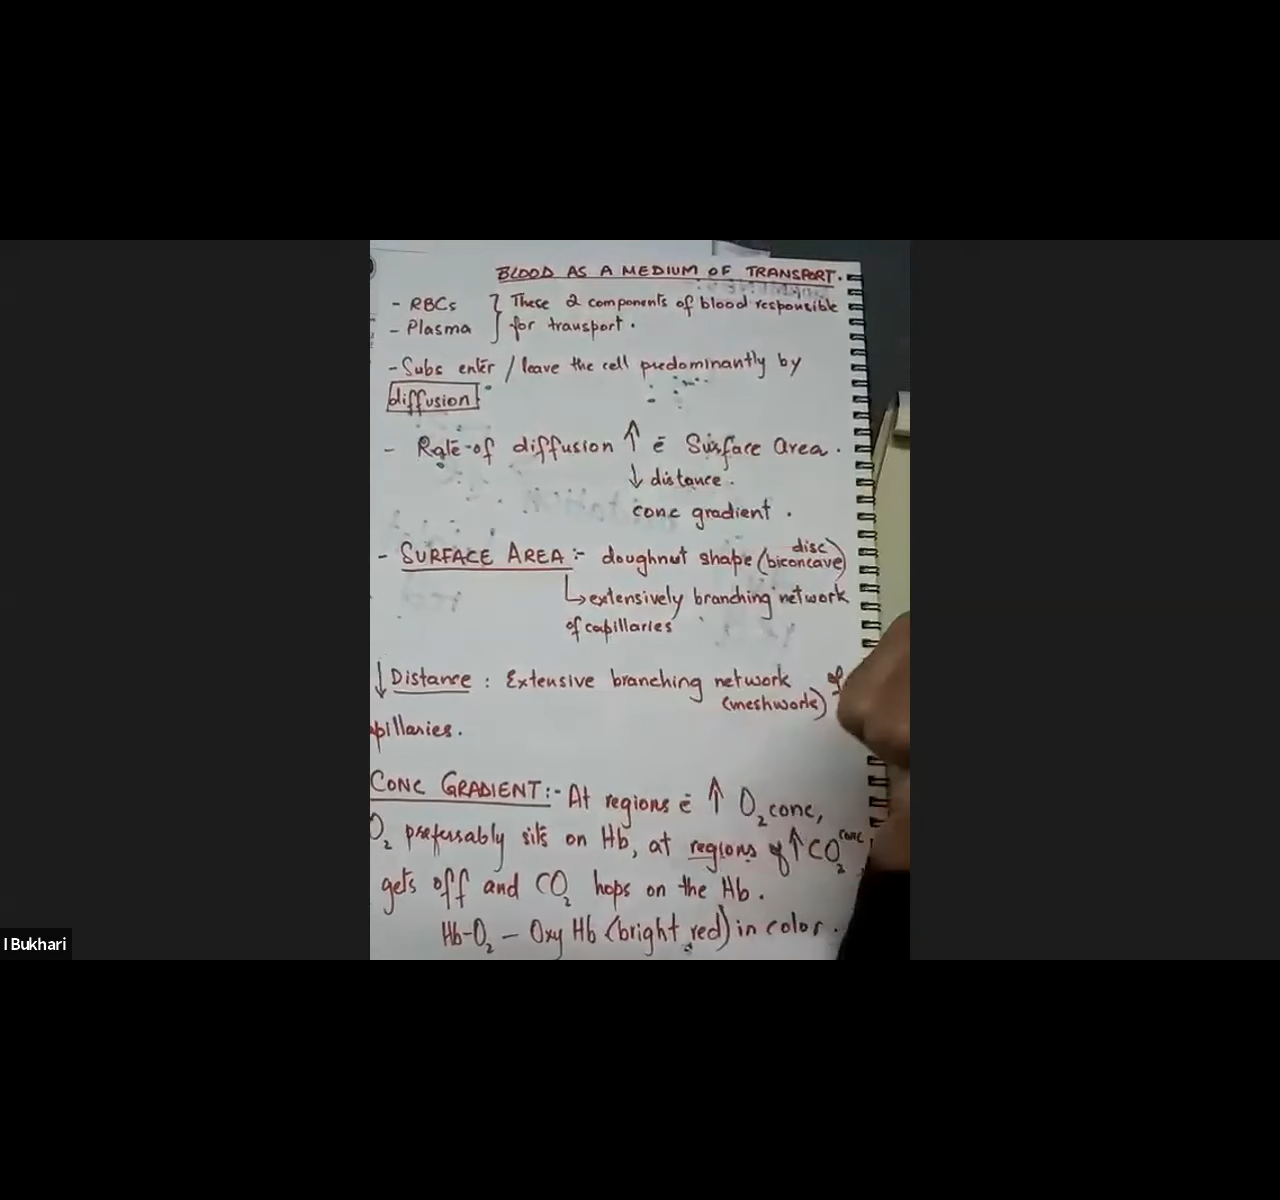 BLOOD AS A MEDIUM OF TRANSPORT.
- RBCs } These 2 components of blood responsible
- Plasma } for transport.
- Subs enter / leave the cell predominantly by
diffusion
- Rate of diffusion ↑ ē Surface Area.
↓ distance.
conc gradient.
- SURFACE AREA :- doughnut shape (biconcave disc)
↳ extensively branching network
of capillaries
↓ Distance : Extensive branching network of
(meshwork)
pillaries.
CONC GRADIENT:- At regions ē ↑ O₂ conc,
O₂ prefersably sits on Hb, at regions of ↑ CO₂ conc
gets off and CO₂ hops on the Hb.
Hb-O₂ – Oxy Hb (bright red) in color.
I Bukhari